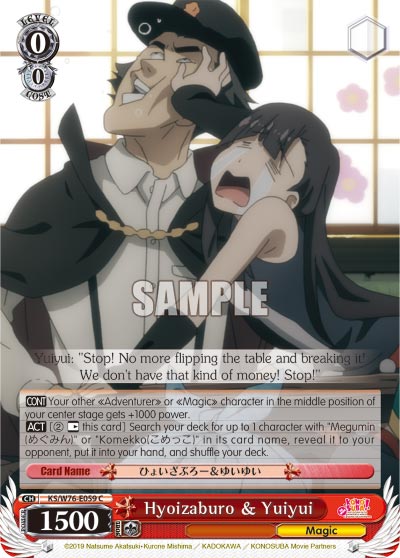 LEVEL
0
0
COST
SAMPLE
Yuiyui: "Stop! No more flipping the table and breaking it!
We don't have that kind of money! Stop!"
CONT Your other «Adventurer» or «Magic» character in the middle position of
your center stage gets +1000 power.
ACT [② this card] Search your deck for up to 1 character with "Megumin
(めぐみん)" or "Komekko(こめっこ)" in its card name, reveal it to your
opponent, put it into your hand, and shuffle your deck.
Card Name ひょいざぶろー&ゆいゆい
CH KS/W76-E059 C
POWER 1500
Hyoizaburo & Yuiyui
Magic
©2019 Natsume Akatsuki・Kurone Mishima / KADOKAWA / KONOSUBA Movie Partners